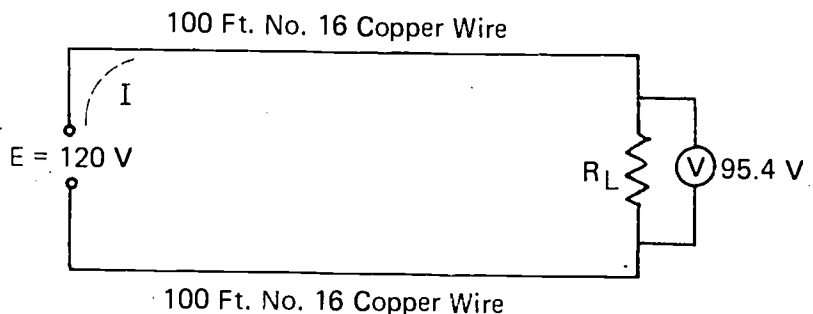 100 Ft. No. 16 Copper Wire
I
E = 120 V
RL
V
95.4 V
100 Ft. No. 16 Copper Wire